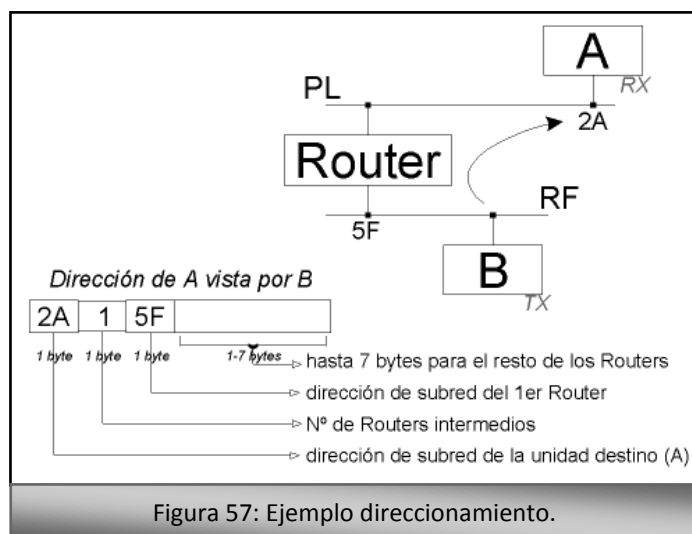 A
RX
PL
2A
Router
RF
5F
B
TX
Dirección de A vista por B
2A 1 5F
1 byte 1 byte 1 byte 1-7 bytes
hasta 7 bytes para el resto de los Routers
dirección de subred del 1er Router
Nº de Routers intermedios
dirección de subred de la unidad destino (A)
Figura 57: Ejemplo direccionamiento.